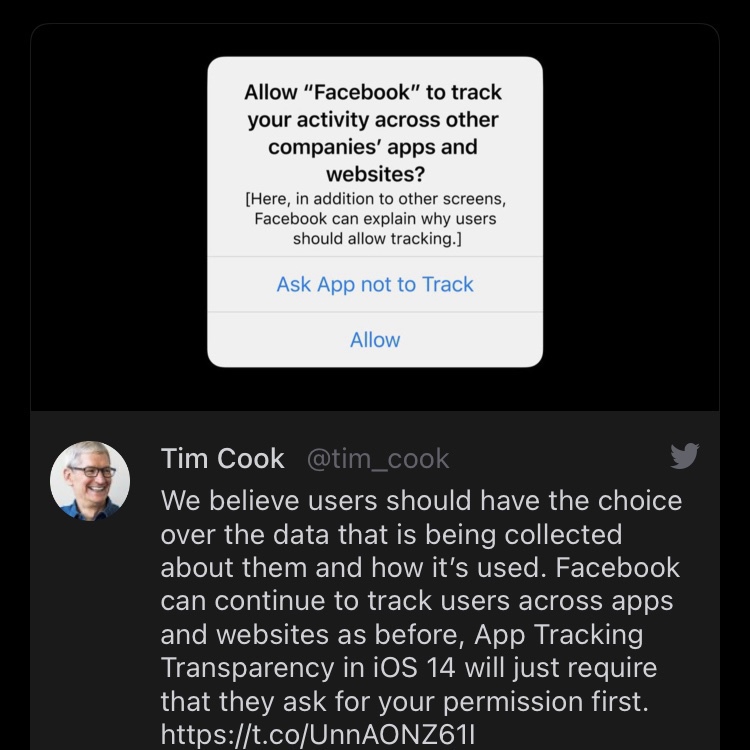 Allow “Facebook” to track
your activity across other
companies’ apps and
websites?
[Here, in addition to other screens,
Facebook can explain why users
should allow tracking.]
Ask App not to Track
Allow
Tim Cook @tim_cook
We believe users should have the choice
over the data that is being collected
about them and how it’s used. Facebook
can continue to track users across apps
and websites as before, App Tracking
Transparency in iOS 14 will just require
that they ask for your permission first.
https://t.co/UnnAONZ61I